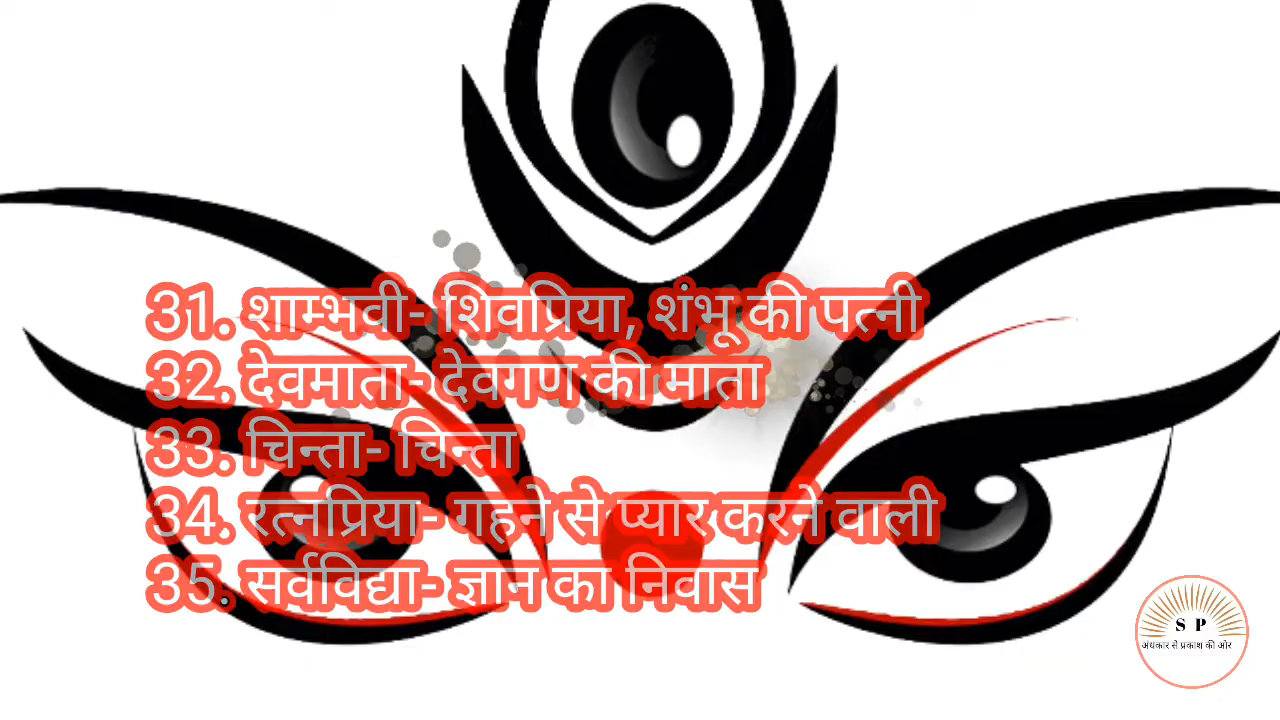 31. शाम्भवी- शिवप्रिया, शंभू की पत्नी
32. देवमाता- देवगण की माता
33. चिन्ता- चिन्ता
34. रत्नप्रिया- गहने से प्यार करने वाली
35. सर्वविद्या- ज्ञान का निवास
S P
अंधकार से प्रकाश की ओर